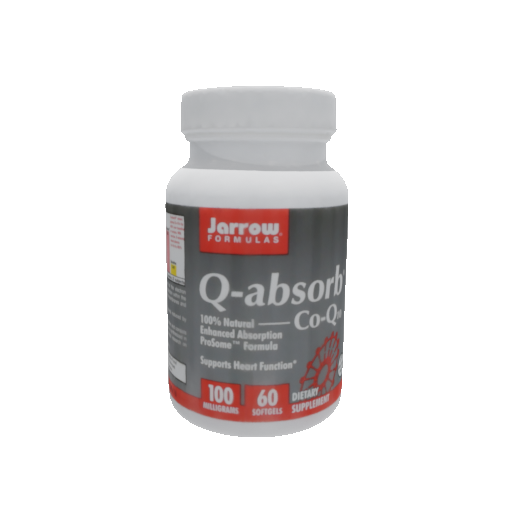 Jarrow
FORMULAS
Q-absorb
Co-Q10
100% Natural
Enhanced Absorption
ProSome™ Formula
Supports Heart Function*
100
MILLIGRAMS
60
SOFTGELS
DIETARY
SUPPLEMENT